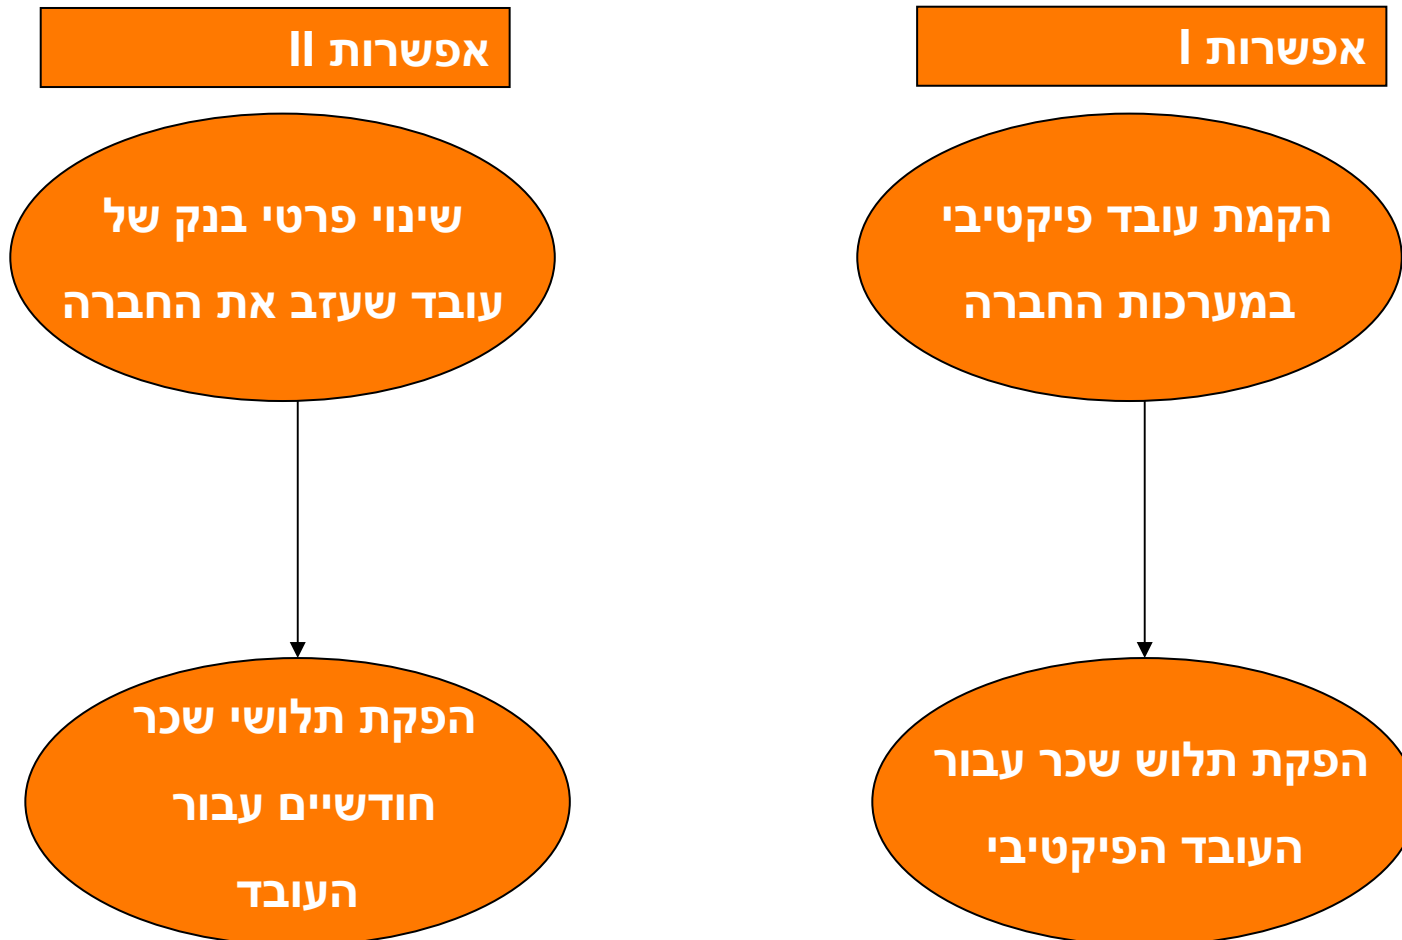 אפשרות I
הקמת עובד פיקטיבי
במערכות החברה
הפקת תלוש שכר עבור
העובד הפיקטיבי
אפשרות II
שינוי פרטי בנק של
עובד שעזב את החברה
הפקת תלושי שכר
חודשיים עבור
העובד